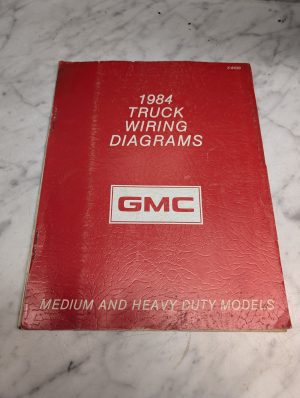 1984
TRUCK
WIRING
DIAGRAMS
GMC
MEDIUM AND HEAVY DUTY MODELS